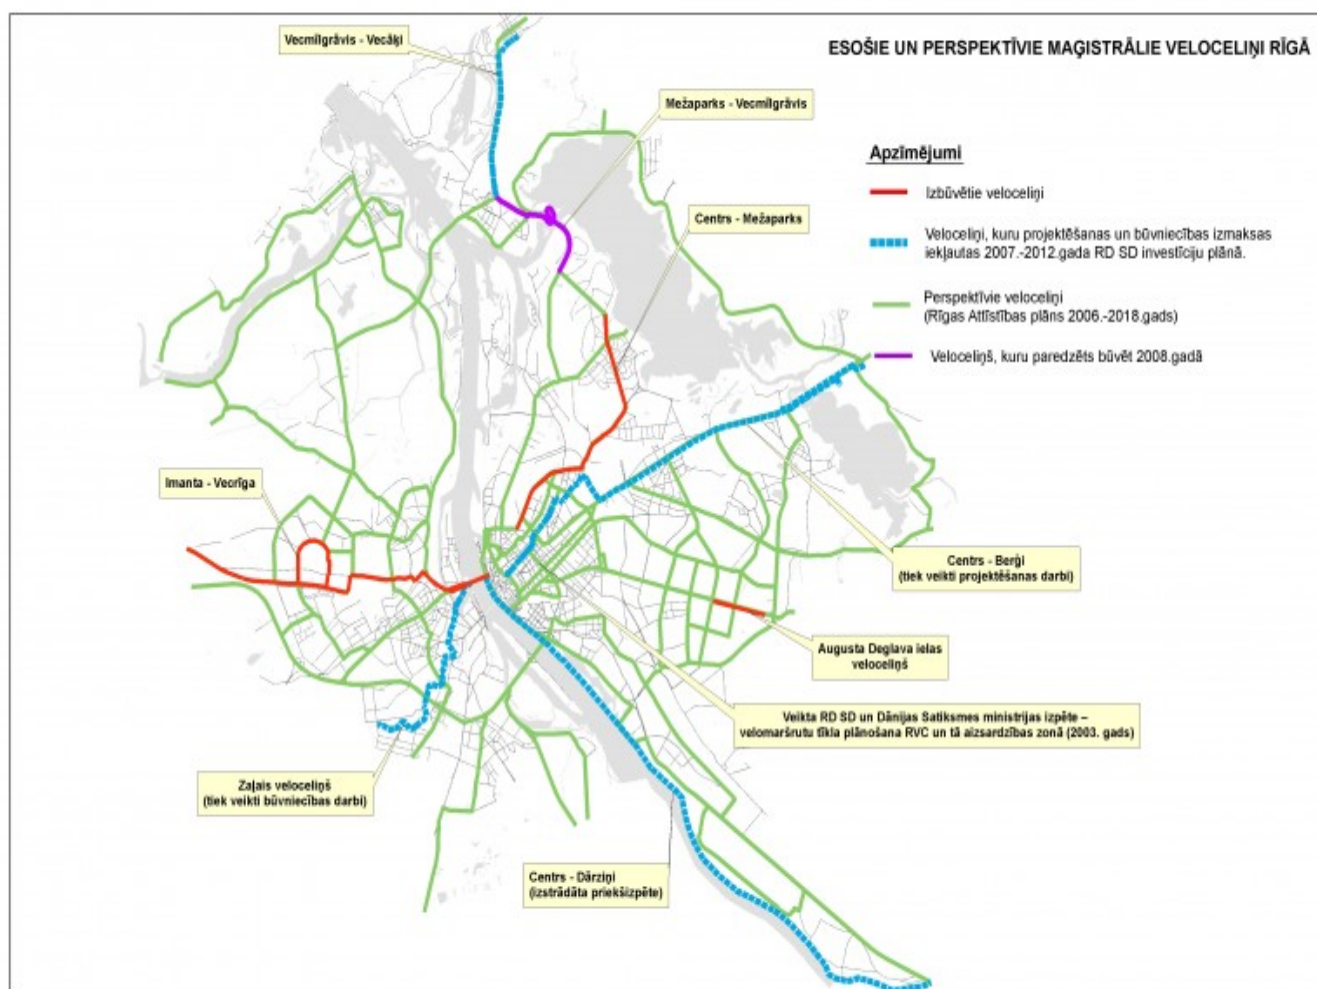 ESOŠIE UN PERSPEKTĪVIE MAĢISTRĀLIE VELOCELIŅI RĪGĀ
Vecmīlgrāvis - Vecāķi
Mežaparks - Vecmīlgrāvis
Centrs - Mežaparks
Apzīmējumi
Izbūvētie veloceliņi
Veloceliņi, kuru projektēšanas un būvniecības izmaksas
iekļautas 2007.-2012.gada RD SD investīciju plānā.
Perspektīvie veloceliņi
(Rīgas Attīstības plāns 2006.-2018.gads)
Veloceliņš, kuru paredzēts būvēt 2008.gadā
Imanta - Vecrīga
Centrs - Berģi
(tiek veikti projektēšanas darbi)
Augusta Deglava ielas
veloceliņš
Veikta RD SD un Dānijas Satiksmes ministrijas izpēte –
velomaršrutu tīkla plānošana RVC un tā aizsardzības zonā (2003. gads)
Zaļais veloceliņš
(tiek veikti būvniecības darbi)
Centrs - Dārziņi
(izstrādāta priekšizpēte)